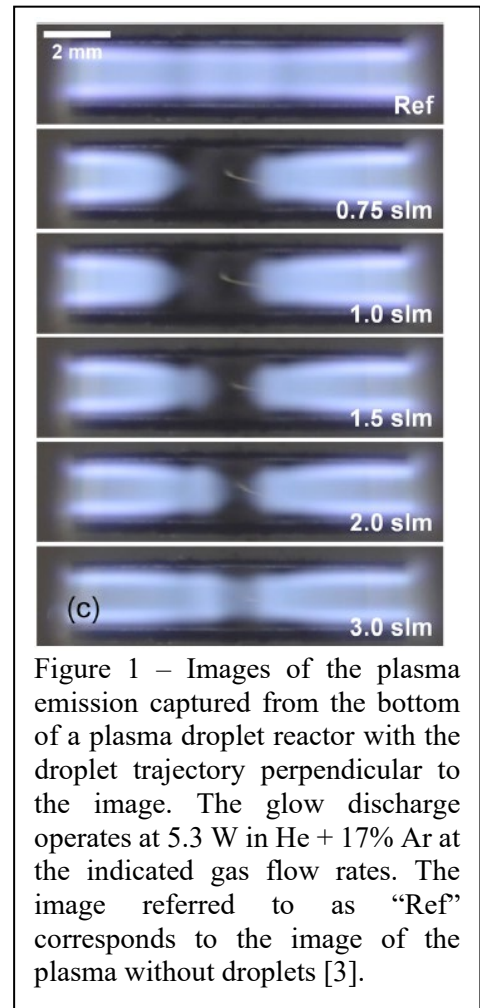 2 mm
Ref
0.75 slm
1.0 slm
1.5 slm
2.0 slm
(c)
3.0 slm
Figure 1 – Images of the plasma
emission captured from the bottom
of a plasma droplet reactor with the
droplet trajectory perpendicular to
the image. The glow discharge
operates at 5.3 W in He + 17% Ar at
the indicated gas flow rates. The
image referred to as “Ref”
corresponds to the image of the
plasma without droplets [3].